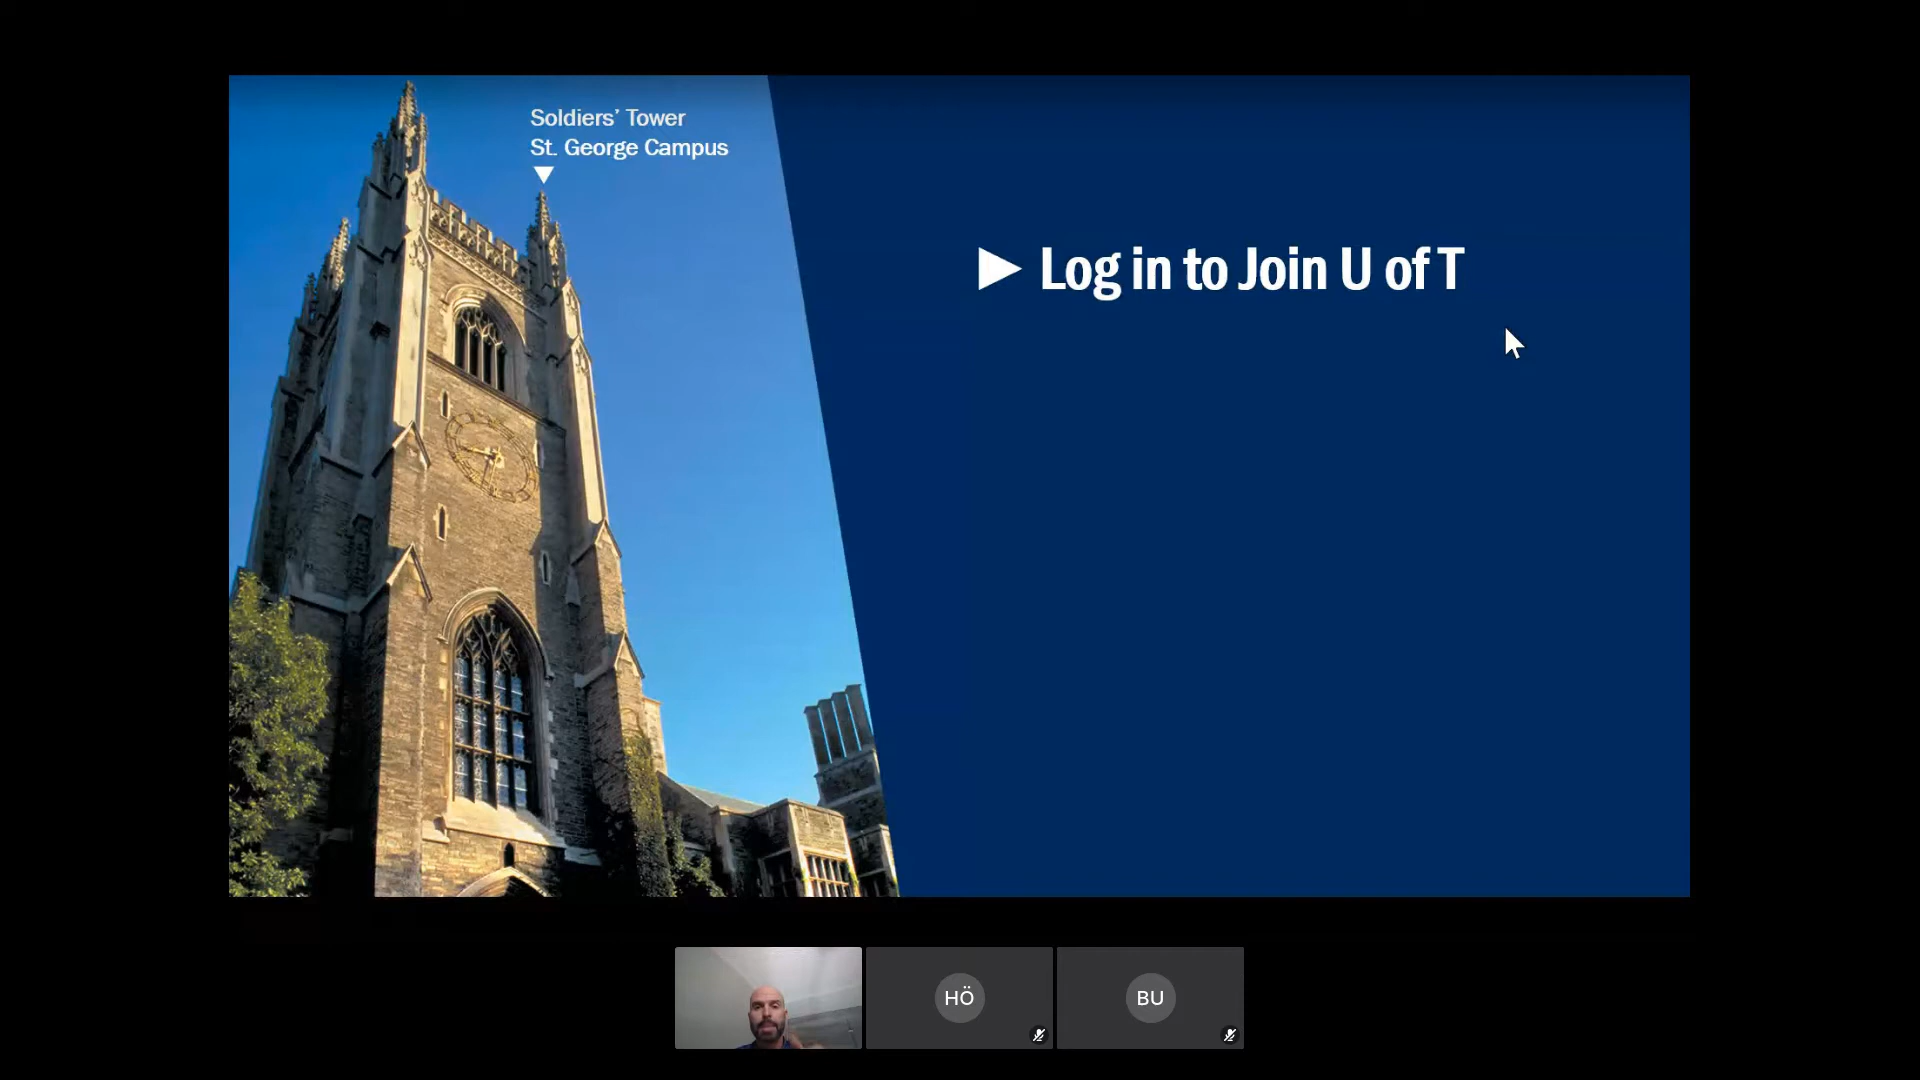 Soldiers’ Tower
St. George Campus
Log in to Join U of T
HÖ
BU